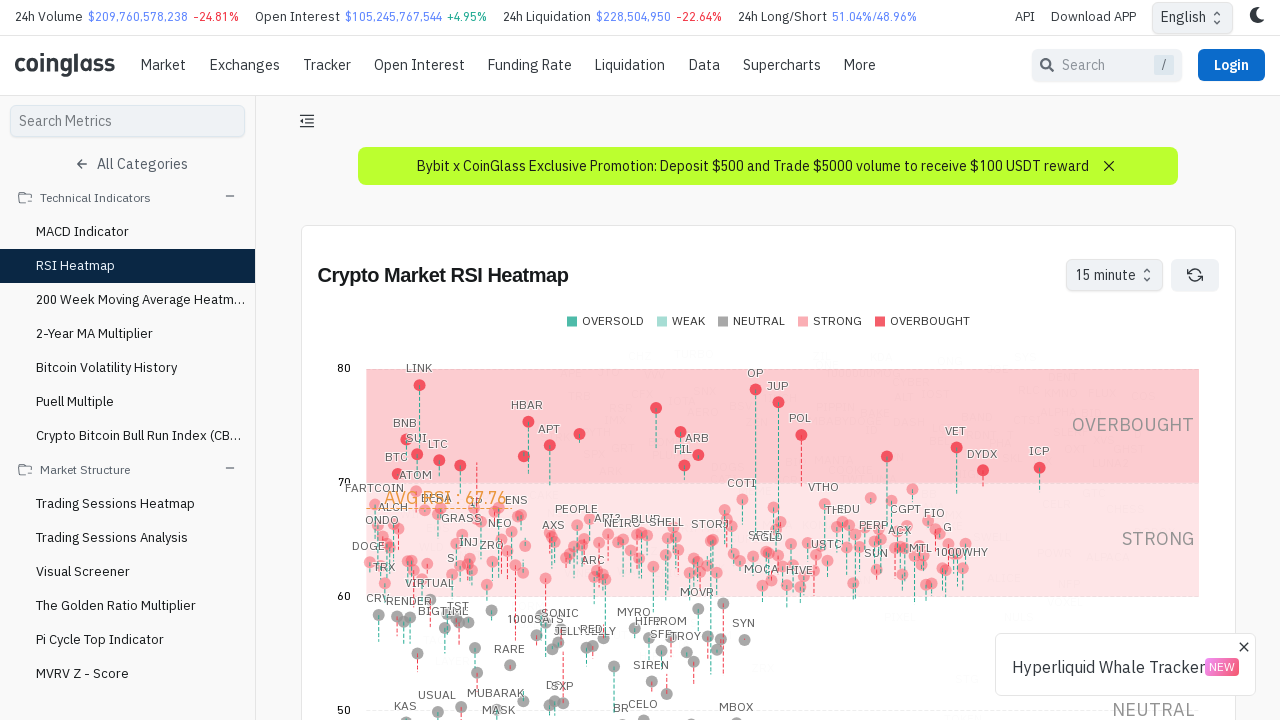 24h Volume $209,760,578,238 -24.81% Open Interest $105,245,767,544 +4.95% 24h Liquidation $228,504,950 -22.64% 24h Long/Short 51.04%/48.96% API Download APP English
coinglass Market Exchanges Tracker Open Interest Funding Rate Liquidation Data Supercharts More Search / Login
Search Metrics
All Categories
Technical Indicators
MACD Indicator
RSI Heatmap
200 Week Moving Average Heatm...
2-Year MA Multiplier
Bitcoin Volatility History
Puell Multiple
Crypto Bitcoin Bull Run Index (CB...
Market Structure
Trading Sessions Heatmap
Trading Sessions Analysis
Visual Screener
The Golden Ratio Multiplier
Pi Cycle Top Indicator
MVRV Z - Score
Bybit x CoinGlass Exclusive Promotion: Deposit $500 and Trade $5000 volume to receive $100 USDT reward
Crypto Market RSI Heatmap
15 minute
OVERSOLD WEAK NEUTRAL STRONG OVERBOUGHT
80
LINK OP
JUP
HBAR
BNB APT POL
SUI LTC ARB VET
BTC FIL DYDX ICP
OVERBOUGHT
ATOM
70
FARTCOIN COTI VTHO
AVG RSI : 67.76
BERA ENS
ALCH PEOPLE EDU CGPT FIO
ONDO GRASS NEO AXS API3 NEIRO BLUR SHELL STORJ PERP ACX G
STRONG
DOGE INJ ZRO AGLD USTC SUN MTL 1000WHY
TRX ARC MOCA HIVE
VIRTUAL MOVR
60
CRV RENDER
BIGTIME TST SONIC MYRO
1000SATS HIFI PROM SYN
JELLYJELLY RED SFP TROY
RARE SIREN
USUAL MUBARAK SXP
KAS MASK BR CELO MBOX
50
NEUTRAL
Hyperliquid Whale Tracker NEW